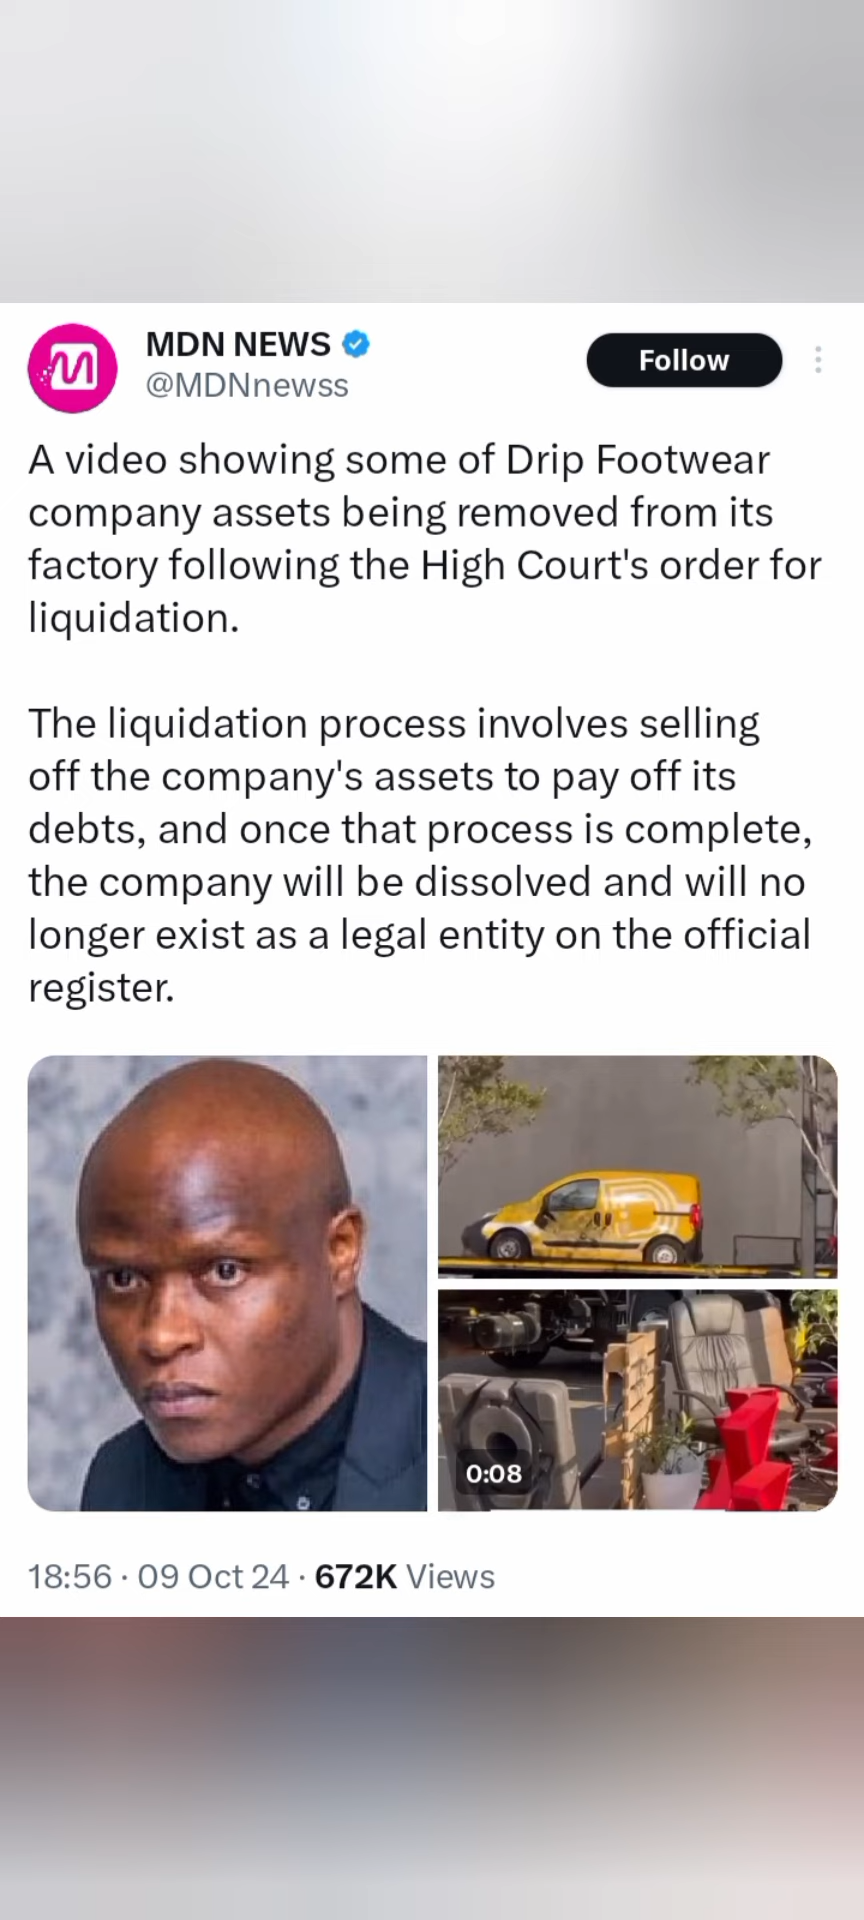 MDN NEWS
Follow
@MDNnewss
A video showing some of Drip Footwear
company assets being removed from its
factory following the High Court's order for
liquidation.
The liquidation process involves selling
off the company's assets to pay off its
debts, and once that process is complete,
the company will be dissolved and will no
longer exist as a legal entity on the official
register.
0:08
18:56 · 09 Oct 24 · 672K Views